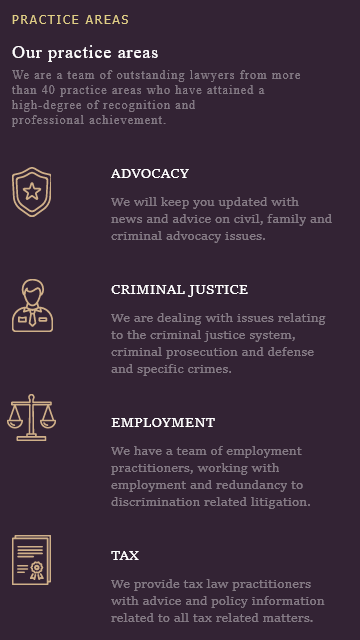 PRACTICE AREAS
Our practice areas
We are a team of outstanding lawyers from more
than 40 practice areas who have attained a
high-degree of recognition and
professional achievement.
ADVOCACY
We will keep you updated with
news and advice on civil, family and
criminal advocacy issues.
CRIMINAL JUSTICE
We are dealing with issues relating
to the criminal justice system,
criminal prosecution and defense
and specific crimes.
EMPLOYMENT
We have a team of employment
practitioners, working with
employment and redundancy to
discrimination related litigation.
TAX
We provide tax law practitioners
with advice and policy information
related to all tax related matters.